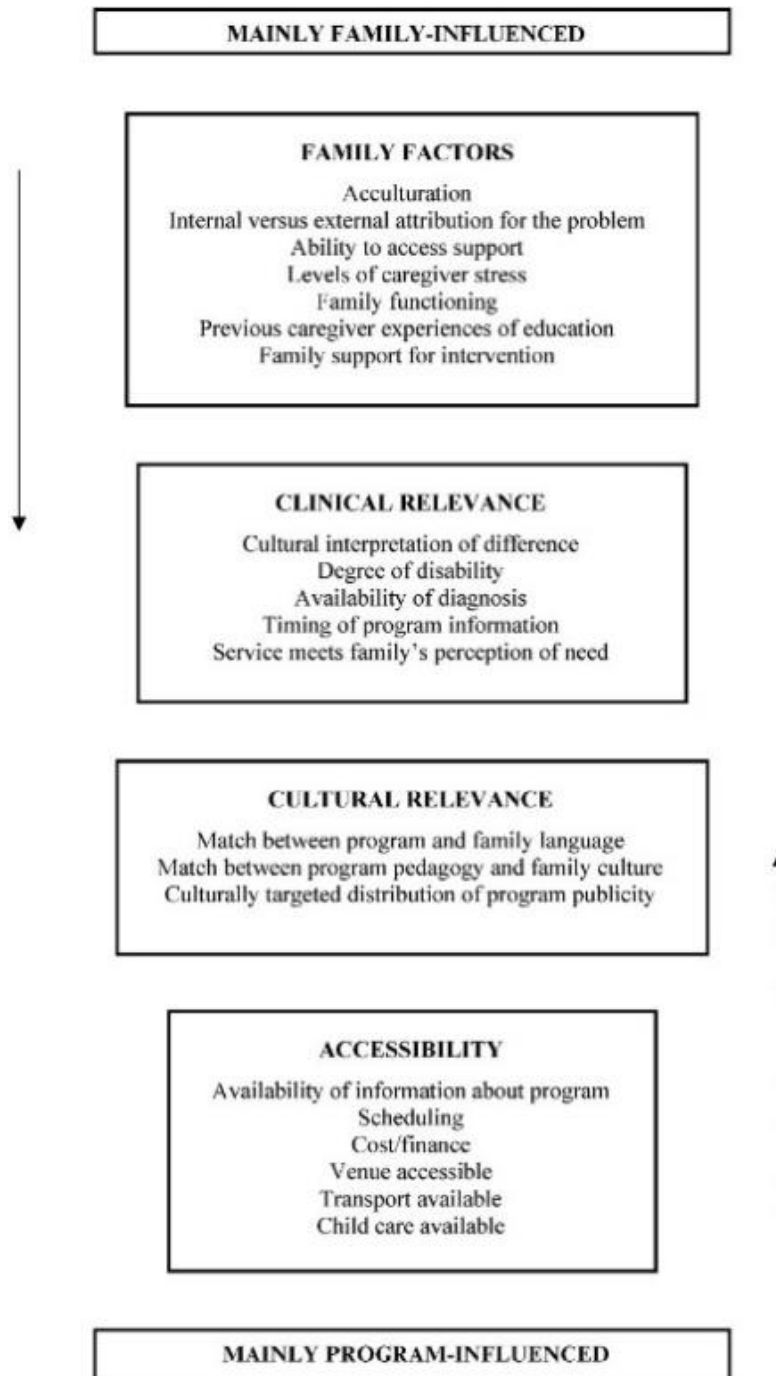 MAINLY FAMILY-INFLUENCED
FAMILY FACTORS
Acculturation
Internal versus external attribution for the problem
Ability to access support
Levels of caregiver stress
Family functioning
Previous caregiver experiences of education
Family support for intervention
CLINICAL RELEVANCE
Cultural interpretation of difference
Degree of disability
Availability of diagnosis
Timing of program information
Service meets family's perception of need
CULTURAL RELEVANCE
Match between program and family language
Match between program pedagogy and family culture
Culturally targeted distribution of program publicity
ACCESSIBILITY
Availability of information about program
Scheduling
Cost/finance
Venue accessible
Transport available
Child care available
MAINLY PROGRAM-INFLUENCED